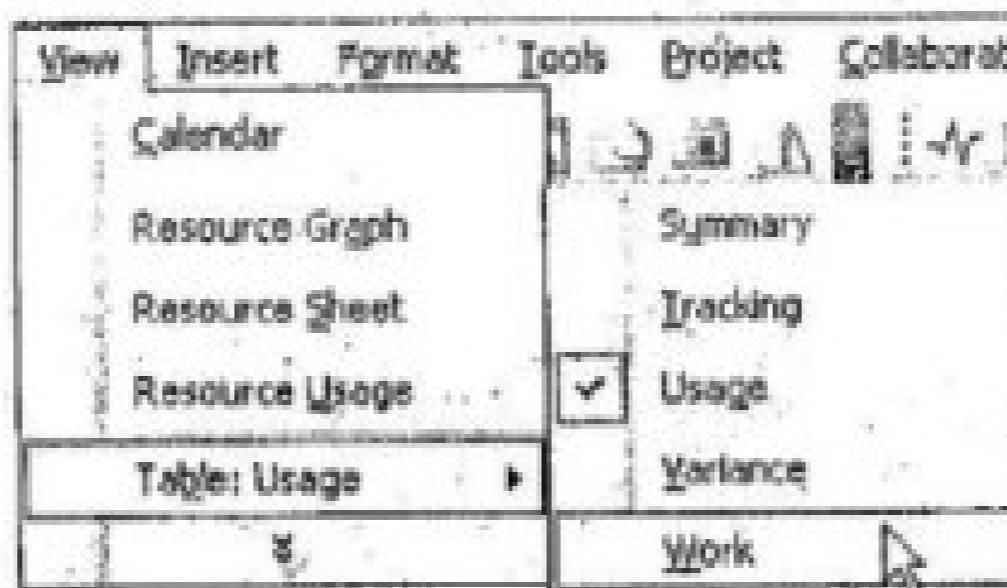 View Insert Format Tools Project Collaborat
Calendar
Resource Graph
Resource Sheet
Resource Usage
Table: Usage
Summary
Tracking
Usage
Variance
Work